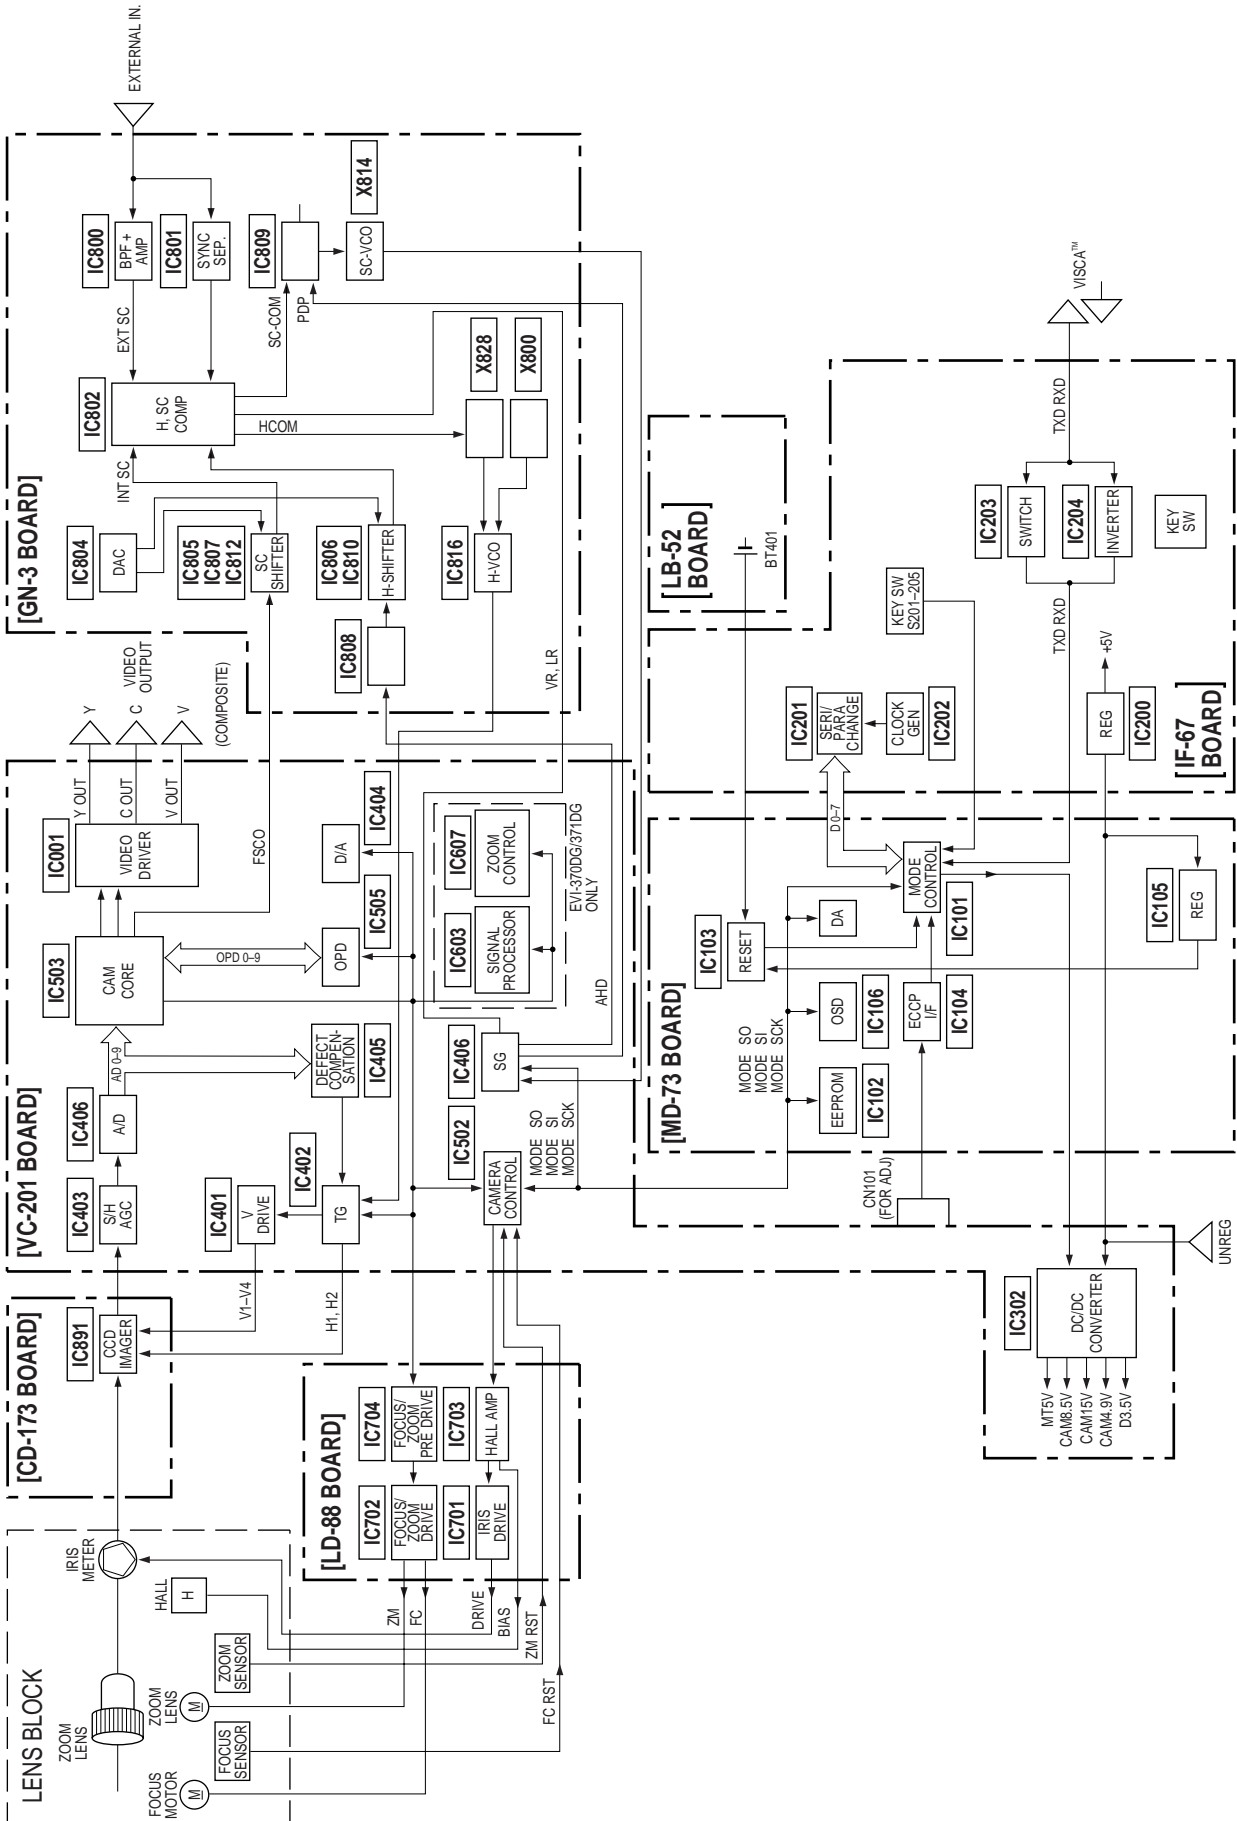 LENS BLOCK
ZOOM
LENS
IRIS
METER
HALL
H
FOCUS
MOTOR
M
ZOOM
LENS
M
FOCUS
SENSOR
ZOOM
SENSOR
ZM
FC
DRIVE
BIAS
ZM RST
FC RST
[CD-173 BOARD]
IC891
CCD
IMAGER
V1–V4
H1, H2
[LD-88 BOARD]
IC702
FOCUS/
ZOOM
DRIVE
IC704
FOCUS/
ZOOM
PRE DRIVE
IC701
IRIS
DRIVE
IC703
HALL AMP
[VC-201 BOARD]
IC403
S/H
AGC
IC406
A/D
AD 0–9
IC503
CAM
CORE
IC001
VIDEO
DRIVER
Y OUT
C OUT
V OUT
Y
C
V
VIDEO
OUTPUT
(COMPOSITE)
IC401
V
DRIVE
IC402
TG
DEFECT
COMPEN-
SATION
IC405
OPD 0–9
OPD
IC505
D/A
IC404
FSCO
IC603
SIGNAL
PROCESSOR
IC607
ZOOM
CONTROL
EVI-370DG/371DG
ONLY
IC502
CAMERA
CONTROL
MODE SO
MODE SI
MODE SCK
IC406
SG
AHD
VR, LR
IC302
DC/DC
CONVERTER
MT5V
CAM8.5V
CAM15V
CAM4.9V
D3.5V
UNREG
[GN-3 BOARD]
IC804
DAC
IC805
IC807
IC812
SC
SHIFTER
IC806
IC810
H-SHIFTER
IC808
IC816
H-VCO
INT SC
IC802
H, SC
COMP
EXT SC
HCOM
SC-COM
PDP
X828
X800
IC800
BPF +
AMP
IC801
SYNC
SEP.
IC809
SC-VCO
X814
EXTERNAL IN.
[LB-52
BOARD]
BT401
[MD-73 BOARD]
MODE SO
MODE SI
MODE SCK
EEPROM
IC102
OSD
IC106
DA
IC103
RESET
ECCP
I/F
IC104
MODE
CONTROL
IC101
IC105
REG
CN101
(FOR ADJ)
D 0–7
[IF-67
BOARD]
IC201
SERI/
PARA
CHANGE
CLOCK
GEN
IC202
KEY SW
S201–205
REG
IC200
+5V
TXD RXD
IC203
SWITCH
IC204
INVERTER
KEY
SW
TXD RXD
VISCA™